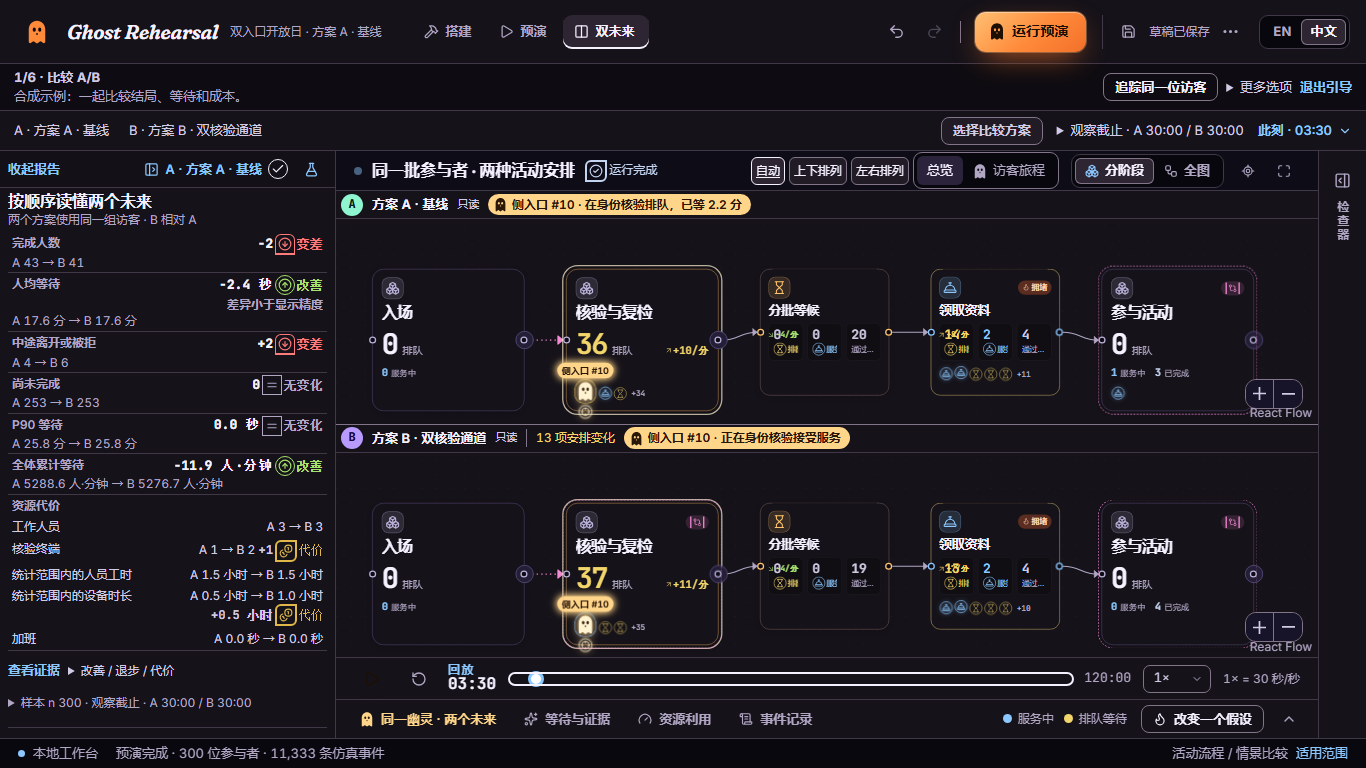 Ghost Rehearsal 双入口开放日 · 方案 A · 基线 搭建 预演 双未来 运行预演 草稿已保存 ··· EN 中文
1/6 · 比较 A/B
合成示例：一起比较结局、等待和成本。
追踪同一位访客 ▶ 更多选项 退出引导
A · 方案 A · 基线 B · 方案 B · 双核验通道 选择比较方案 ▶ 观察截止 · A 30:00 / B 30:00 此刻 · 03:30
收起报告 A · 方案 A · 基线
按顺序读懂两个未来
两个方案使用同一组访客 · B 相对 A
完成人数 -2 变差
A 43 → B 41
人均等待 -2.4 秒 改善
差异小于显示精度
A 17.6 分 → B 17.6 分
中途离开或被拒 +2 变差
A 4 → B 6
尚未完成 0 = 无变化
A 253 → B 253
P90 等待 0.0 秒 = 无变化
A 25.8 分 → B 25.8 分
全体累计等待 -11.9 人·分钟 改善
A 5288.6 人·分钟 → B 5276.7 人·分钟
资源代价
工作人员 A 3 → B 3
核验终端 A 1 → B 2 +1 代价
统计范围内的人员工时 A 1.5 小时 → B 1.5 小时
统计范围内的设备时长 A 0.5 小时 → B 1.0 小时
+0.5 小时 代价
加班 A 0.0 秒 → B 0.0 秒
查看证据 ▶ 改善 / 退步 / 代价
▶ 样本 n 300 · 观察截止 · A 30:00 / B 30:00
同一批参与者 · 两种活动安排 运行完成 自动 上下排列 左右排列 总览 访客旅程 分阶段 全图
检查器
A 方案 A · 基线 只读 侧入口 #10 · 在身份核验排队，已等 2.2 分
入场
0 排队
0 服务中
核验与复检
36 排队 +10/分
侧入口 #10
+34
分批等候
0 20
通过...
领取资料
拥堵
2 4
通过...
+11
参与活动
0 排队
1 服务中 3 已完成
React Flow
B 方案 B · 双核验通道 只读 13 项安排变化 侧入口 #10 · 正在身份核验接受服务
入场
0 排队
0 服务中
核验与复检
37 排队 +11/分
侧入口 #10
+35
分批等候
0 19
通过...
领取资料
拥堵
2 4
通过...
+10
参与活动
0 排队
0 服务中 4 已完成
React Flow
回放
03:30 120:00 1× 1× = 30 秒/秒
同一幽灵 · 两个未来 等待与证据 资源利用 事件记录 服务中 排队等待 改变一个假设
本地工作台 预演完成 · 300 位参与者 · 11,333 条仿真事件 活动流程 / 情景比较 适用范围